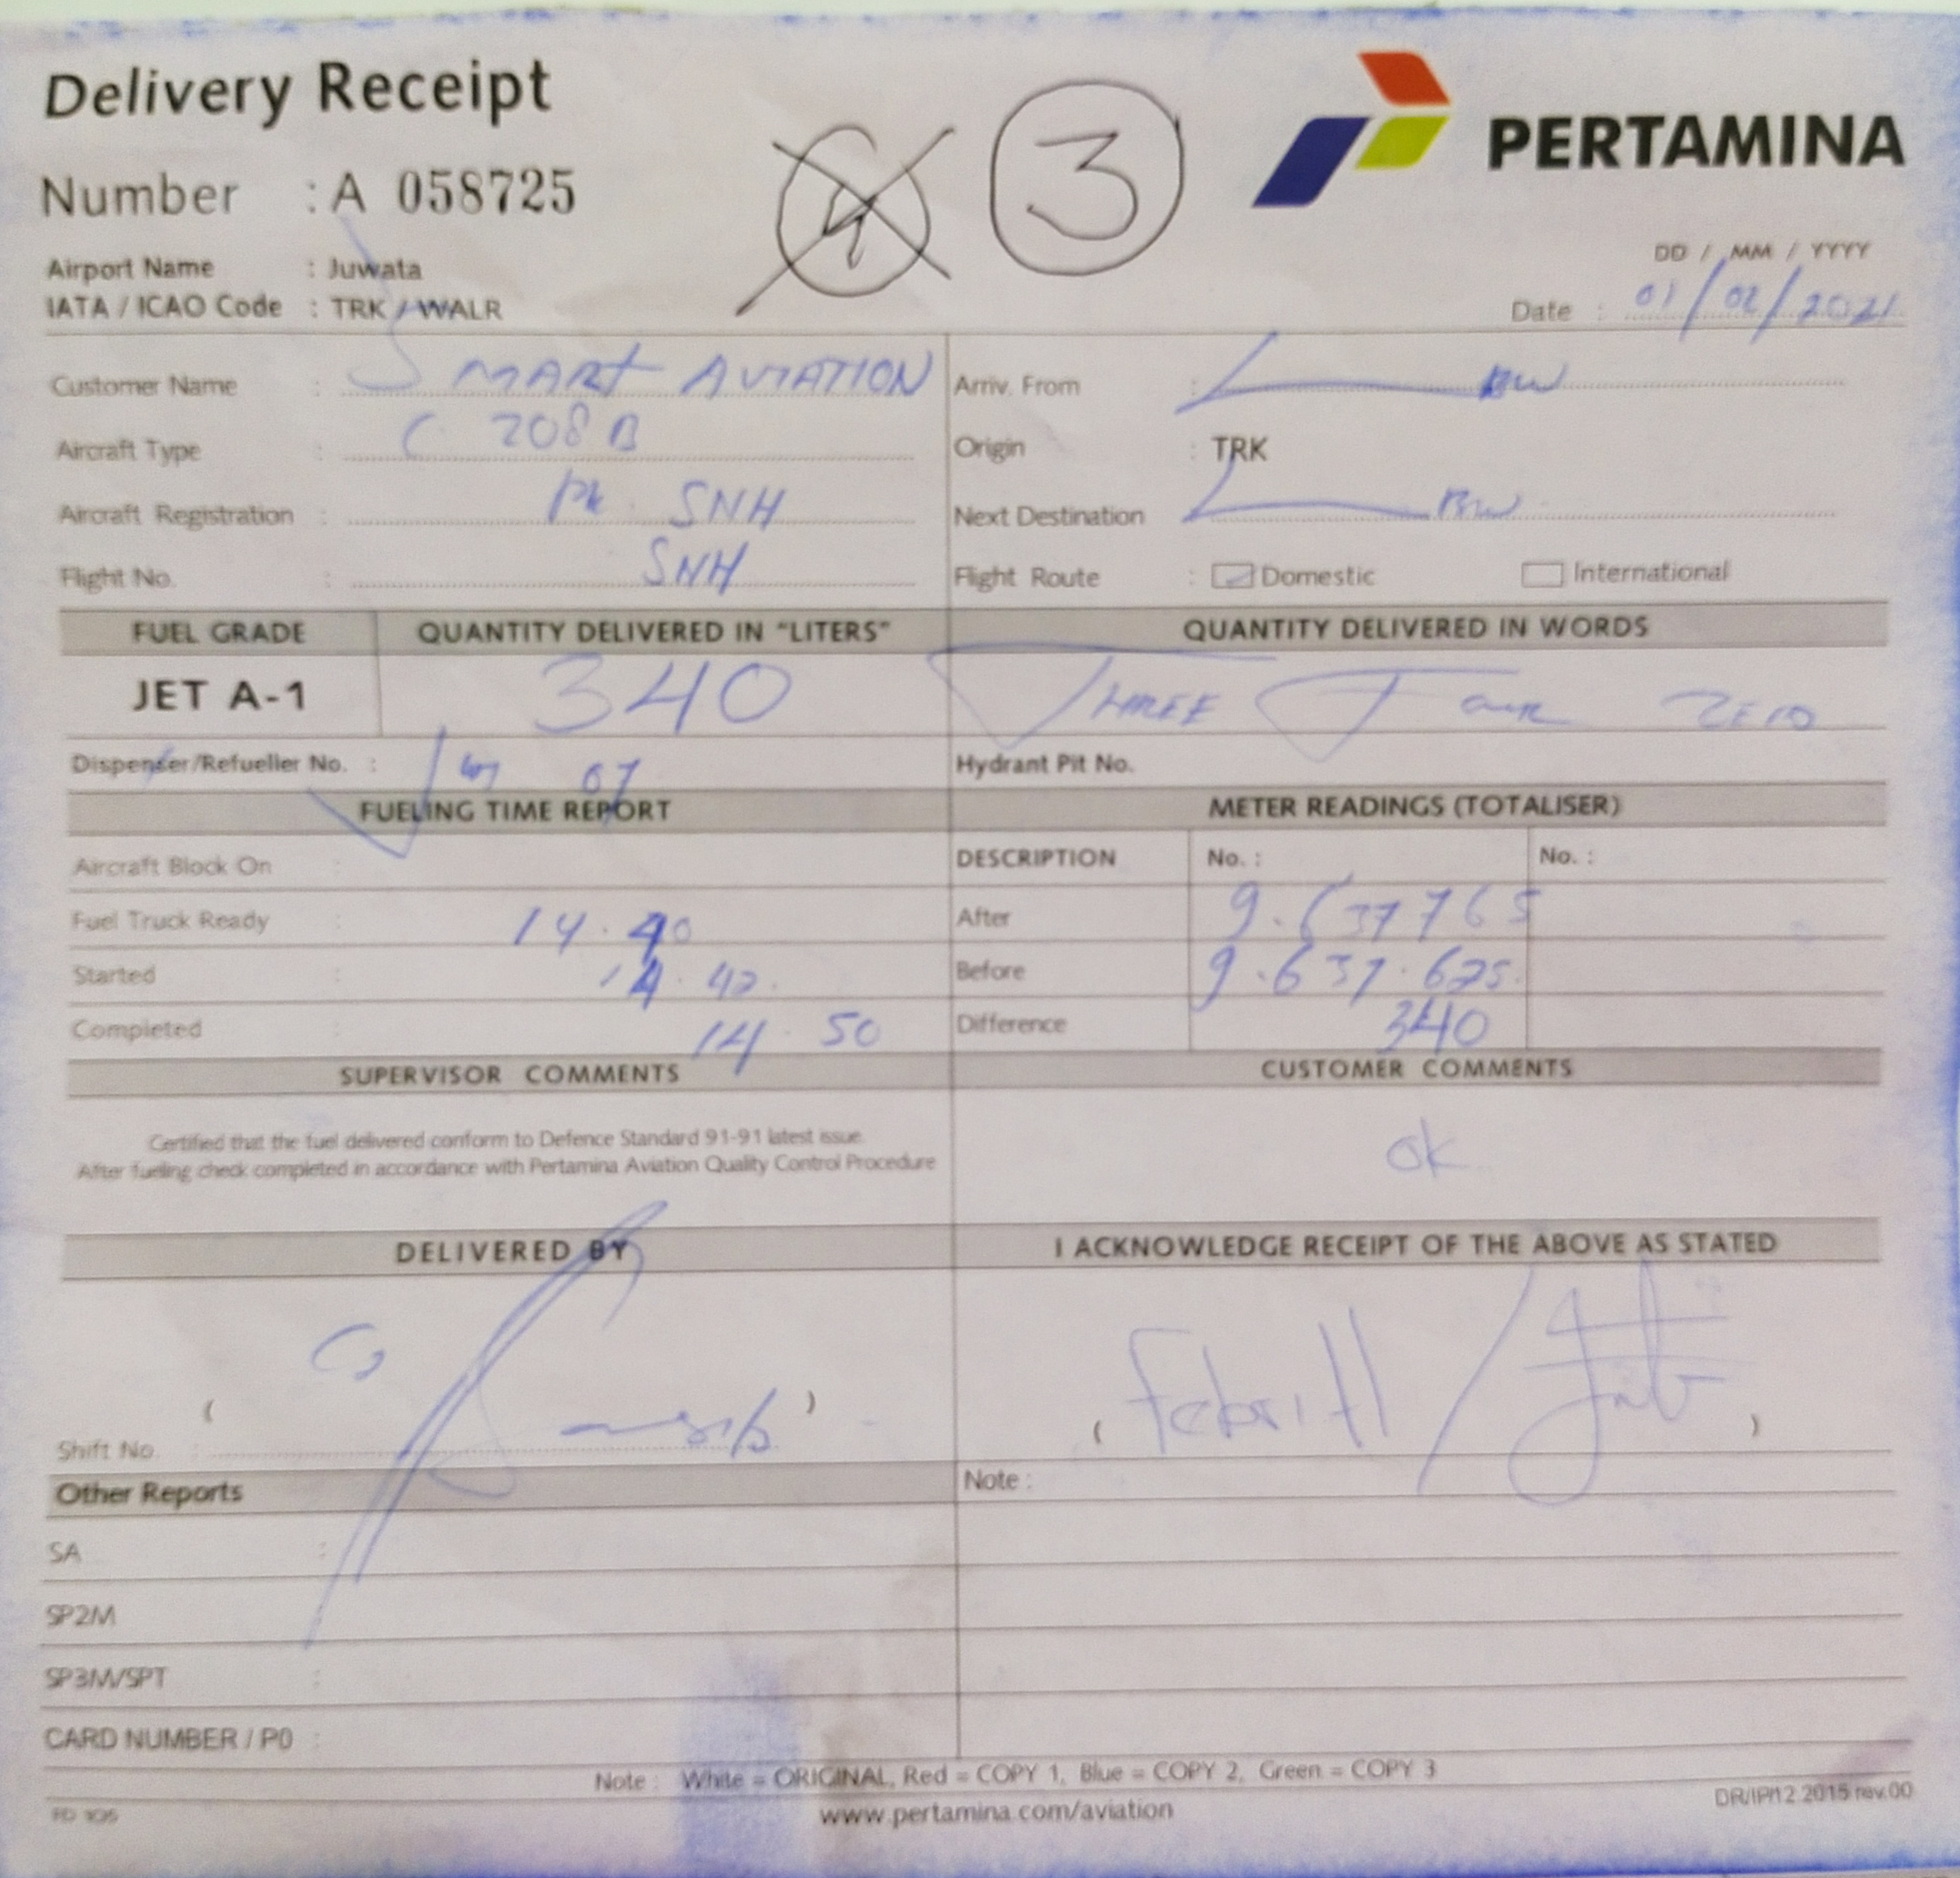 Delivery Receipt
Number : A 058725
4
3
PERTAMINA
Airport Name : Juwata
IATA / ICAO Code : TRK / WALR
DD / MM / YYYY
Date : 01/02/2021
Customer Name : SMART AVIATION
Arriv. From : BW
Aircraft Type : C 208 B
Origin : TRK
Aircraft Registration : PK SNH
Next Destination BW
Flight No. : SNH
Flight Route : Domestic International
FUEL GRADE QUANTITY DELIVERED IN "LITERS" QUANTITY DELIVERED IN WORDS
JET A-1 340 THREE Four ZERO
Dispenser/Refueller No. : 07
Hydrant Pit No.
FUELING TIME REPORT METER READINGS (TOTALISER)
Aircraft Block On :
DESCRIPTION No. : No. :
Fuel Truck Ready : 14.40
After 9.637765
Started : 14.42
Before 9.637.
Completed : 14 50
Difference 340
SUPERVISOR COMMENTS CUSTOMER COMMENTS
Certified that the fuel delivered conform to Defence Standard 91-91 latest issue.
After fueling check completed in accordance with Pertamina Aviation Quality Control Procedure
ok
DELIVERED BY I ACKNOWLEDGE RECEIPT OF THE ABOVE AS STATED
( )
( )
Shift No. :
Other Reports Note :
SA :
SP2M
SP3M/SPT :
CARD NUMBER / P0 :
Note : White = ORIGINAL, Red = COPY 1, Blue = COPY 2, Green = COPY 3
www.pertamina.com/aviation
DR/IP/12.2015 rev.00